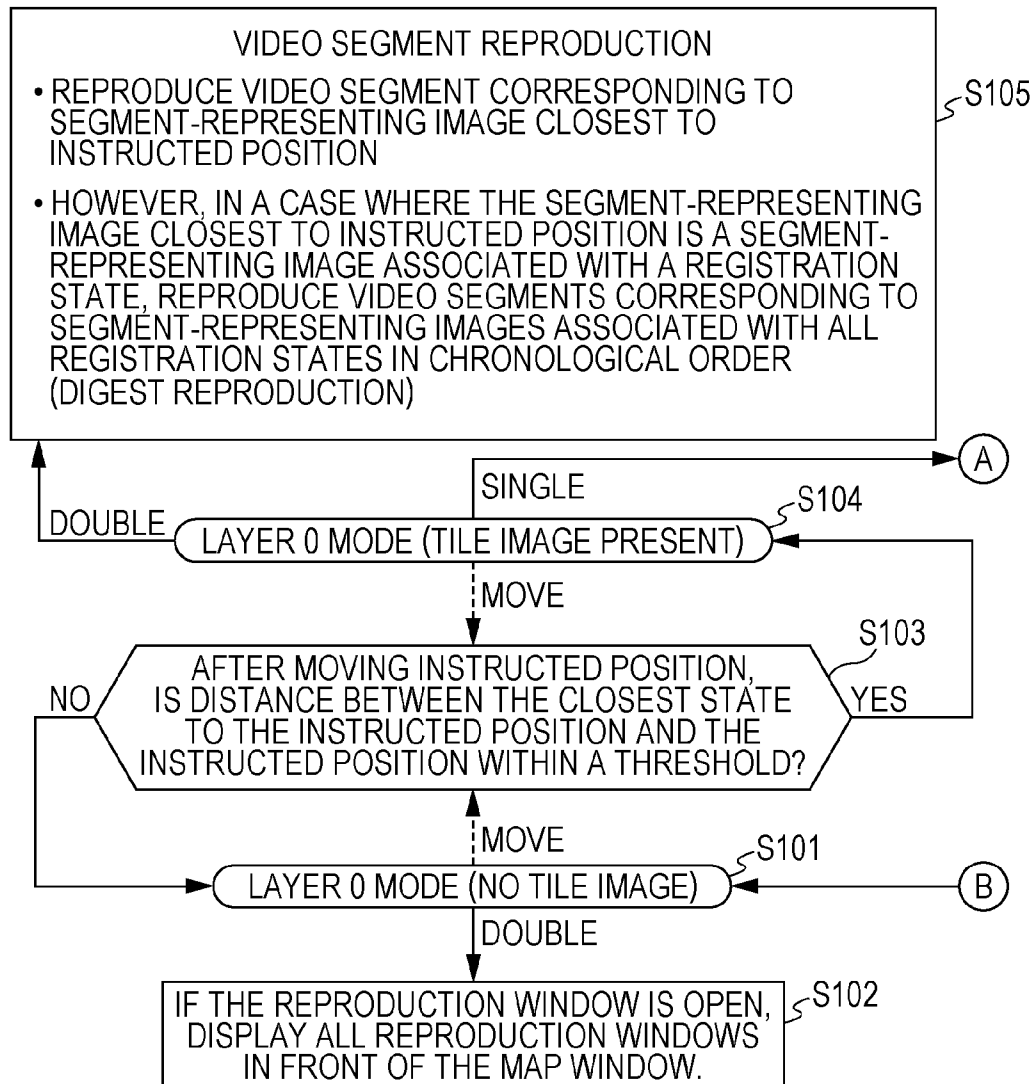 VIDEO SEGMENT REPRODUCTION
• REPRODUCE VIDEO SEGMENT CORRESPONDING TO
SEGMENT-REPRESENTING IMAGE CLOSEST TO
INSTRUCTED POSITION
• HOWEVER, IN A CASE WHERE THE SEGMENT-REPRESENTING
IMAGE CLOSEST TO INSTRUCTED POSITION IS A SEGMENT-
REPRESENTING IMAGE ASSOCIATED WITH A REGISTRATION
STATE, REPRODUCE VIDEO SEGMENTS CORRESPONDING TO
SEGMENT-REPRESENTING IMAGES ASSOCIATED WITH ALL
REGISTRATION STATES IN CHRONOLOGICAL ORDER
(DIGEST REPRODUCTION)
S105
A
SINGLE
DOUBLE
S104
LAYER 0 MODE (TILE IMAGE PRESENT)
MOVE
S103
AFTER MOVING INSTRUCTED POSITION,
IS DISTANCE BETWEEN THE CLOSEST STATE
TO THE INSTRUCTED POSITION AND THE
INSTRUCTED POSITION WITHIN A THRESHOLD?
NO
YES
MOVE
S101
LAYER 0 MODE (NO TILE IMAGE)
B
DOUBLE
S102
IF THE REPRODUCTION WINDOW IS OPEN,
DISPLAY ALL REPRODUCTION WINDOWS
IN FRONT OF THE MAP WINDOW.